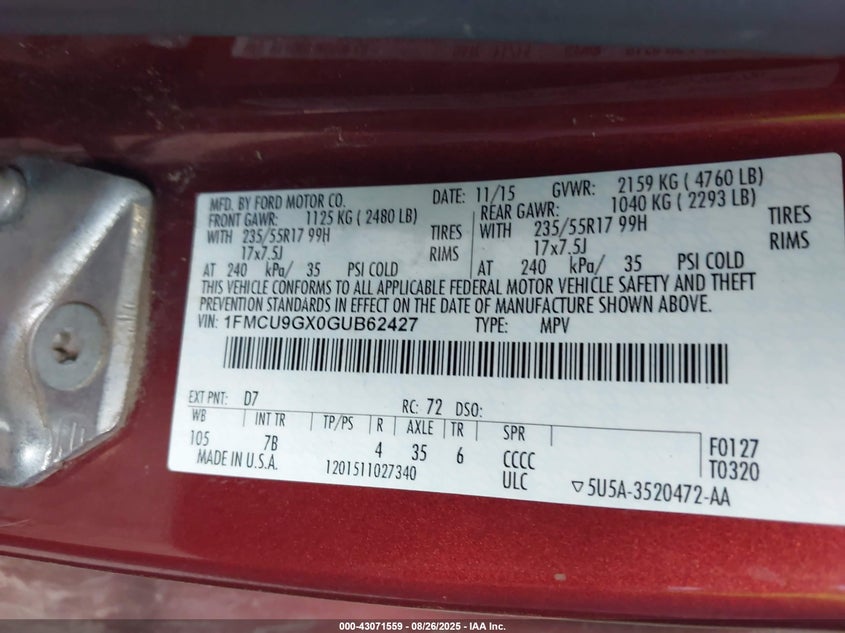 MFD. BY FORD MOTOR CO. DATE: 11/15 GVWR: 2159 KG ( 4760 LB)
FRONT GAWR: 1125 KG ( 2480 LB) REAR GAWR: 1040 KG ( 2293 LB)
WITH 235/55R17 99H TIRES WITH 235/55R17 99H TIRES
17x7.5J RIMS 17x7.5J RIMS
AT 240 kPa/ 35 PSI COLD AT 240 kPa/ 35 PSI COLD
THIS VEHICLE CONFORMS TO ALL APPLICABLE FEDERAL MOTOR VEHICLE SAFETY AND THEFT
PREVENTION STANDARDS IN EFFECT ON THE DATE OF MANUFACTURE SHOWN ABOVE.
VIN: 1FMCU9GX0GUB62427 TYPE: MPV
EXT PNT: D7 RC: 72 DSO:
WB INT TR TP/PS R AXLE TR SPR
105 7B 4 35 6 CCCC F0127
MADE IN U.S.A. 1201511027340 ULC T0320
▽5U5A-3520472-AA
000-43071559 - 08/26/2025 - IAA Inc.